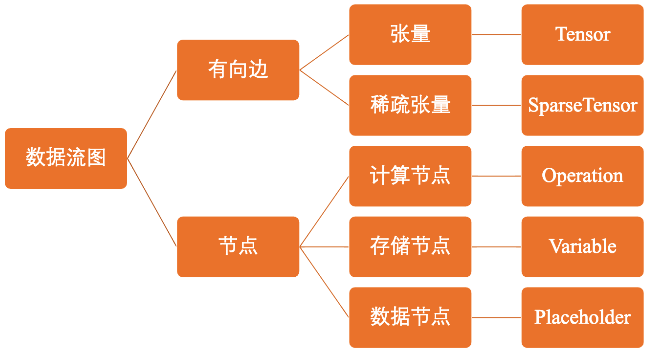 数据流图
有向边
张量
Tensor
稀疏张量
SparseTensor
节点
计算节点
Operation
存储节点
Variable
数据节点
Placeholder